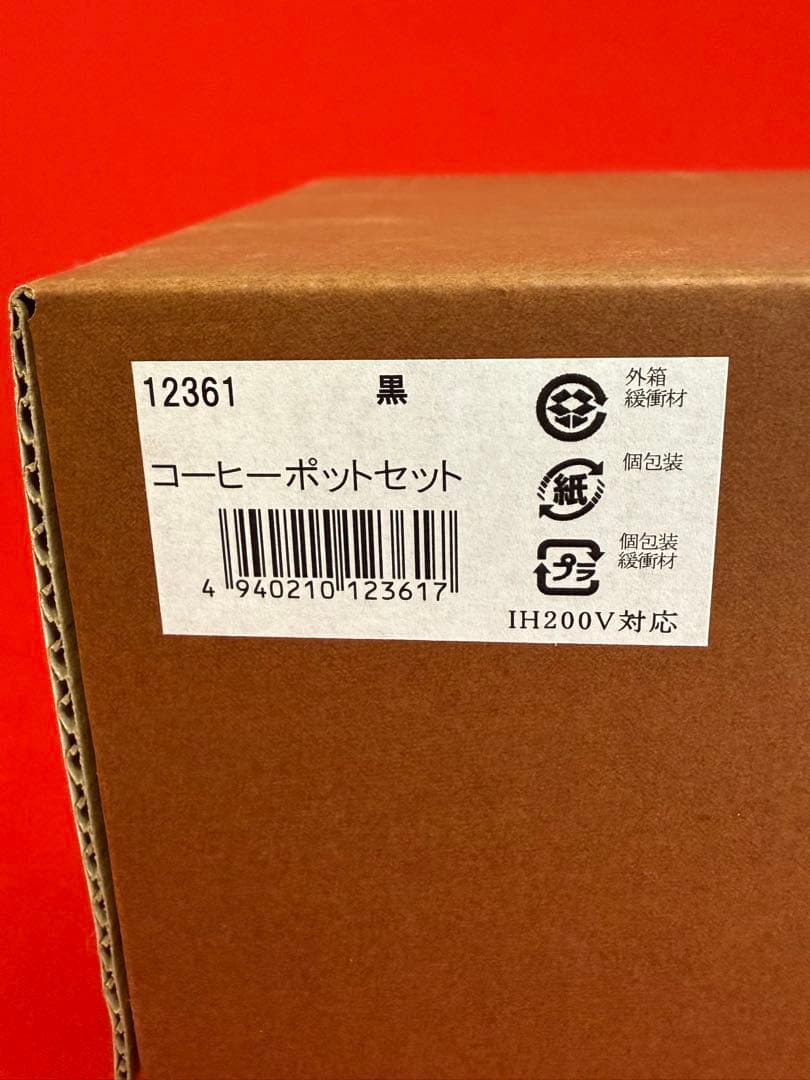 12361 黒
コーヒーポットセット
4 940210 123617
外箱
緩衝材
紙
個包装
プラ
個包装
緩衝材
IH200V対応